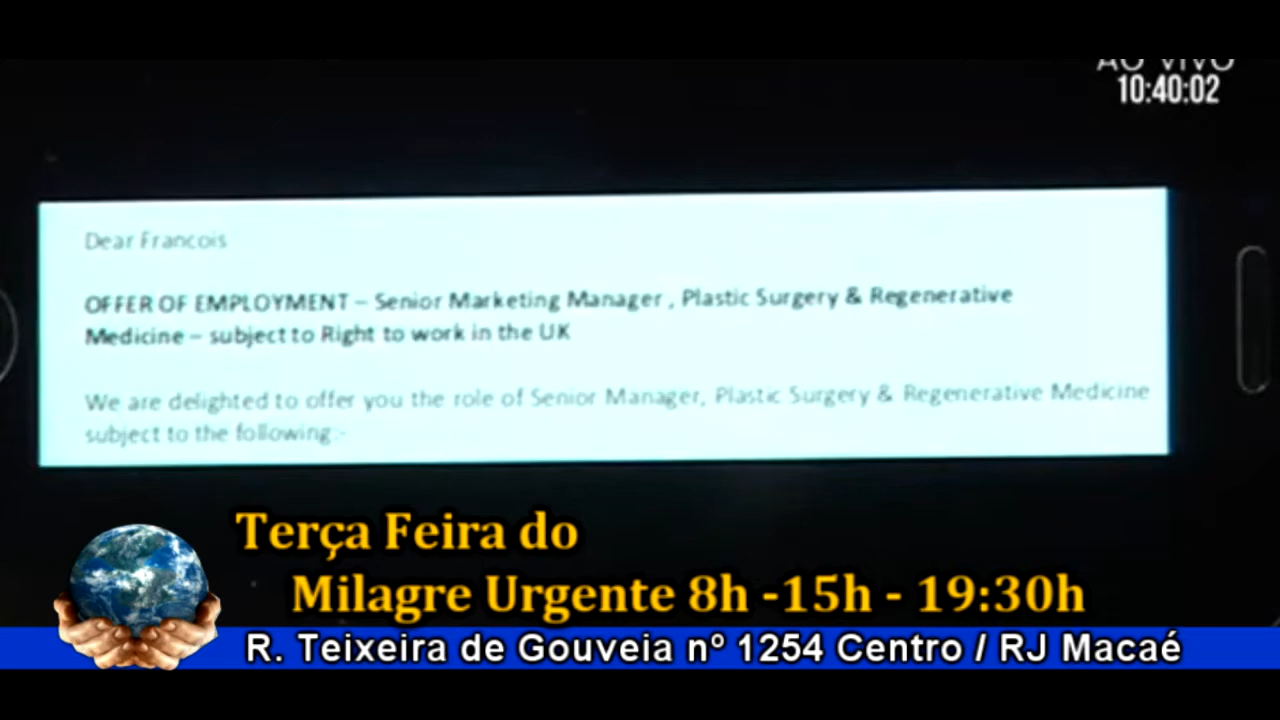 AO VIVO
10:40:02
Dear Francois
OFFER OF EMPLOYMENT – Senior Marketing Manager , Plastic Surgery & Regenerative
Medicine – subject to Right to work in the UK
We are delighted to offer you the role of Senior Manager, Plastic Surgery & Regenerative Medicine
subject to the following:-
Terça Feira do
Milagre Urgente 8h -15h - 19:30h
R. Teixeira de Gouveia nº 1254 Centro / RJ Macaé